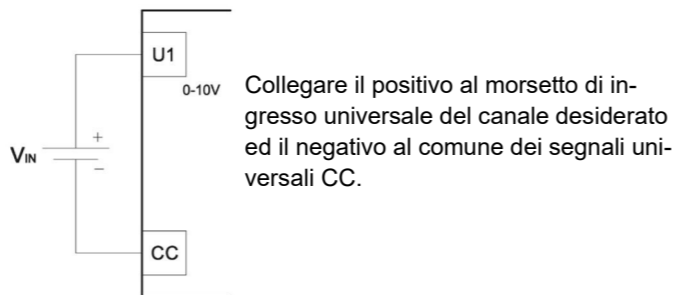 U1
0-10V
+
VIN
−
CC
Collegare il positivo al morsetto di in-
gresso universale del canale desiderato
ed il negativo al comune dei segnali uni-
versali CC.